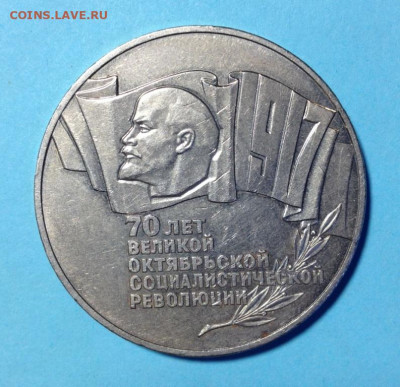 COINS.LAVE.RU
1917
70 ЛЕТ
ВЕЛИКОЙ
ОКТЯБРЬСКОЙ
СОЦИАЛИСТИЧЕСКОЙ
РЕВОЛЮЦИИ